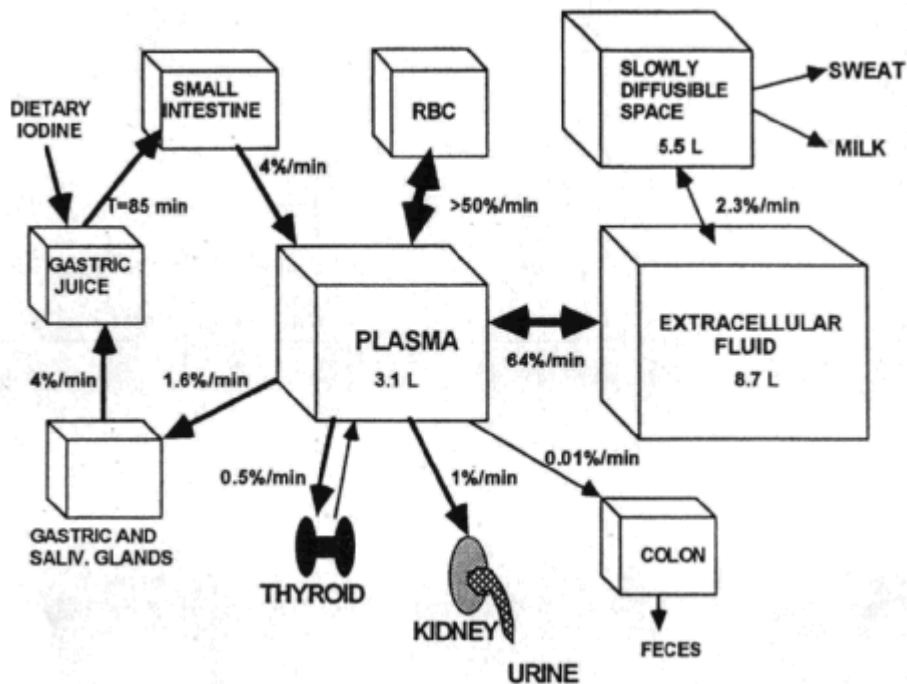 SMALL
INTESTINE
RBC
SLOWLY
DIFFUSIBLE
SPACE
5.5 L
SWEAT
MILK
DIETARY
IODINE
4%/min
T=85 min
>50%/min
2.3%/min
GASTRIC
JUICE
PLASMA
3.1 L
64%/min
EXTRACELLULAR
FLUID
8.7 L
4%/min
1.6%/min
0.5%/min
1%/min
0.01%/min
GASTRIC AND
SALIV. GLANDS
THYROID
KIDNEY
URINE
COLON
FECES